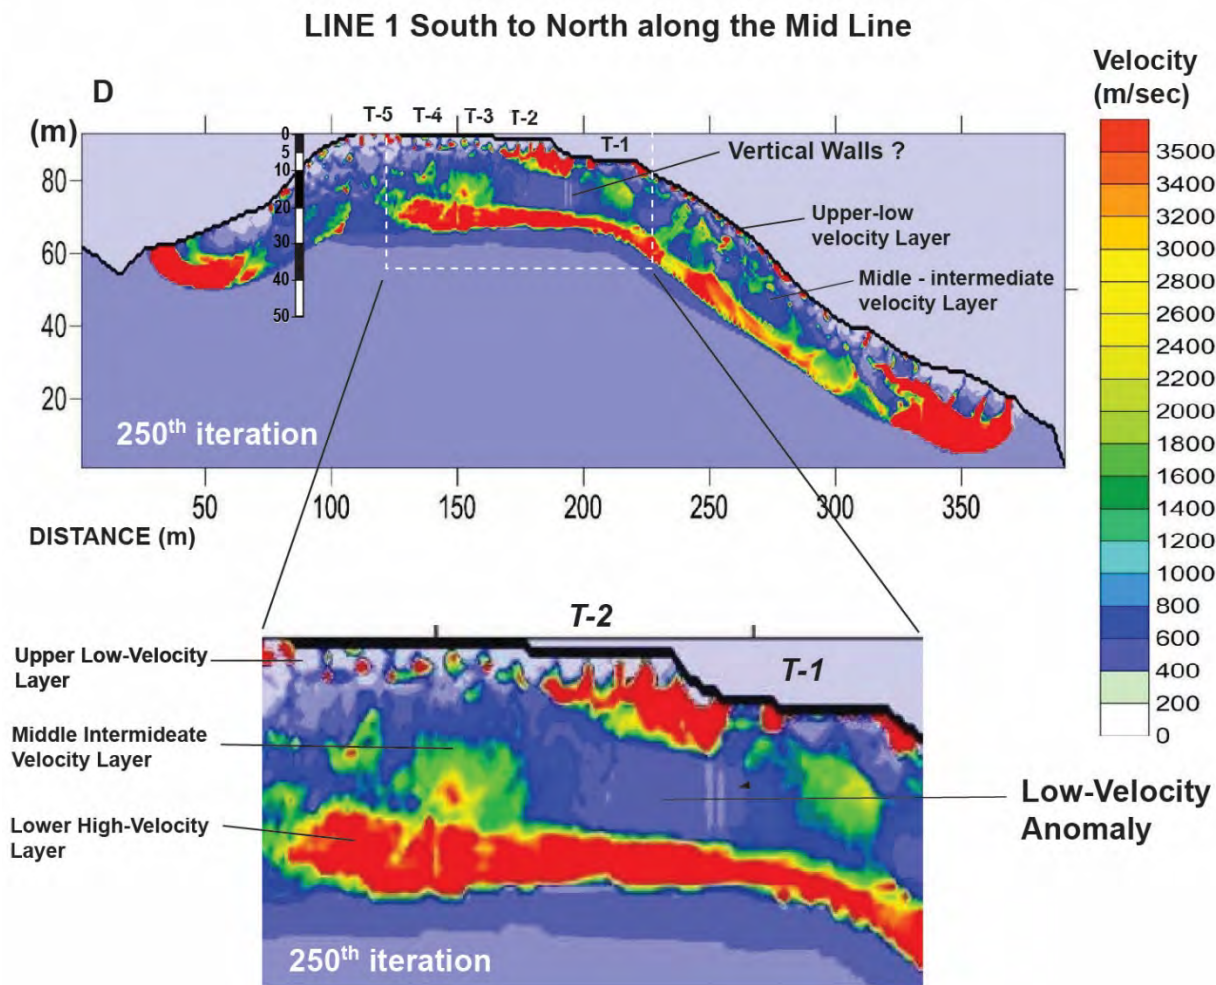 LINE 1 South to North along the Mid Line
D
Velocity
(m/sec)
(m)
T-5 T-4 T-3 T-2
T-1
0
5
10
20
30
40
50
80
60
40
20
Vertical Walls ?
Upper-low
velocity Layer
Midle - intermediate
velocity Layer
250th iteration
50 100 150 200 250 300 350
DISTANCE (m)
3500
3400
3200
3000
2800
2600
2400
2200
2000
1800
1600
1400
1200
1000
800
600
400
200
0
T-2
T-1
Upper Low-Velocity
Layer
Middle Intermideate
Velocity Layer
Lower High-Velocity
Layer
Low-Velocity
Anomaly
250th iteration